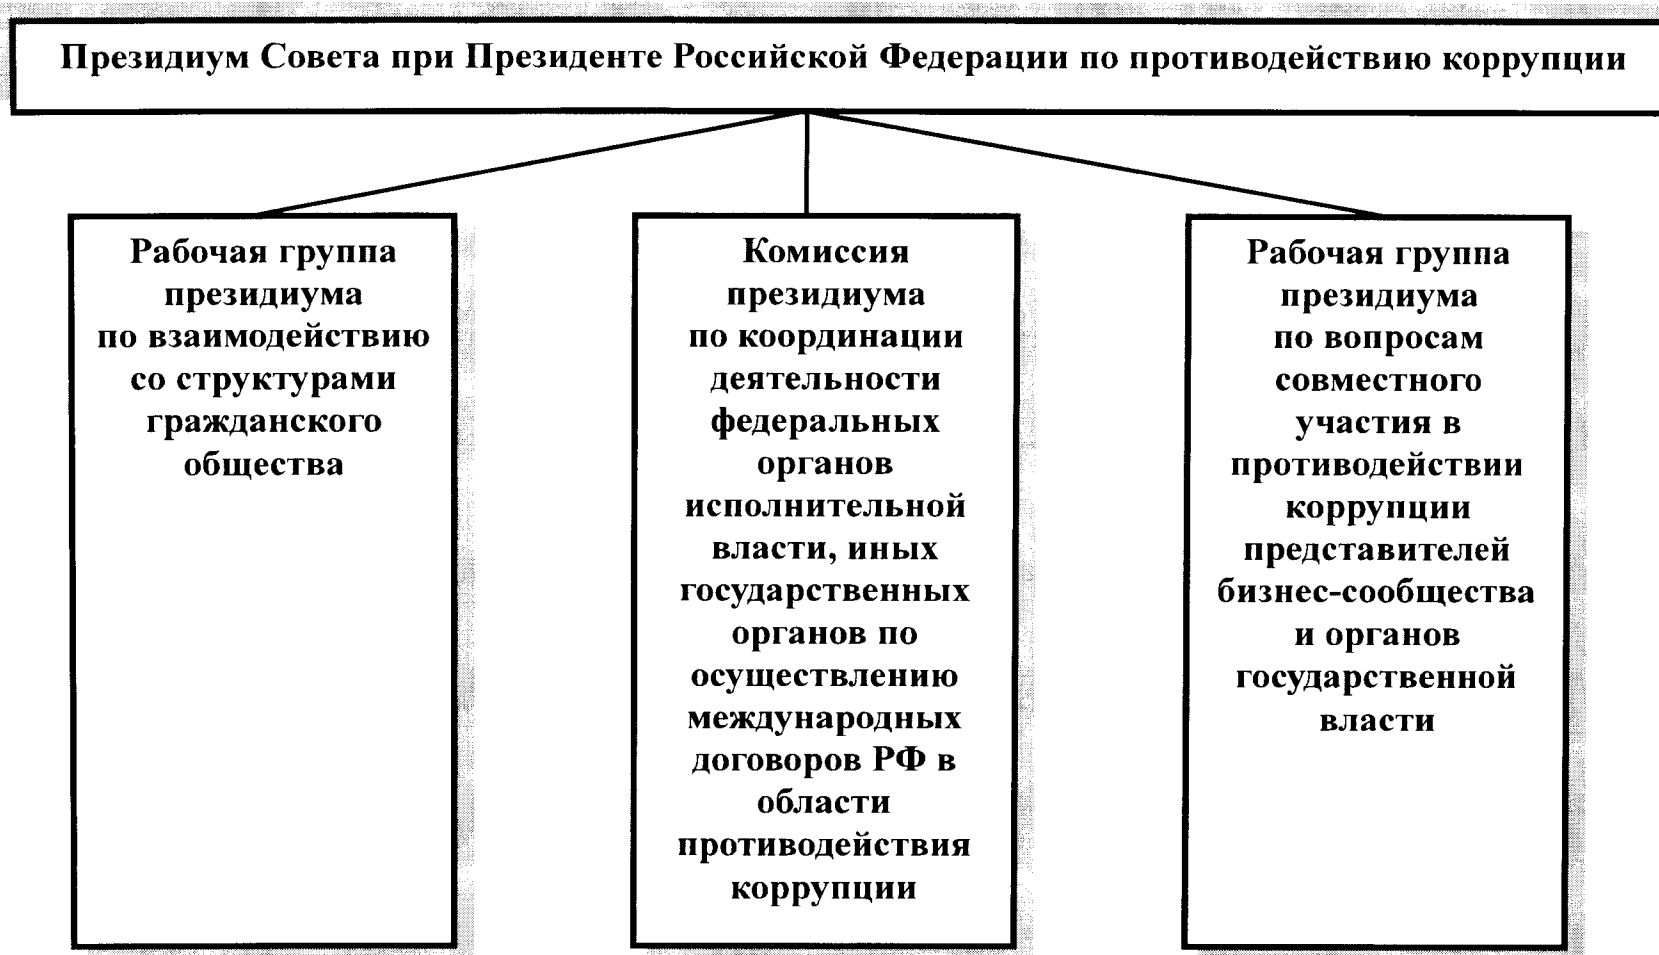 Президиум Совета при Президенте Российской Федерации по противодействию коррупции
Рабочая группа
президиума
по взаимодействию
со структурами
гражданского
общества
Комиссия
президиума
по координации
деятельности
федеральных
органов
исполнительной
власти, иных
государственных
органов по
осуществлению
международных
договоров РФ в
области
противодействия
коррупции
Рабочая группа
президиума
по вопросам
совместного
участия в
противодействии
коррупции
представителей
бизнес-сообщества
и органов
государственной
власти